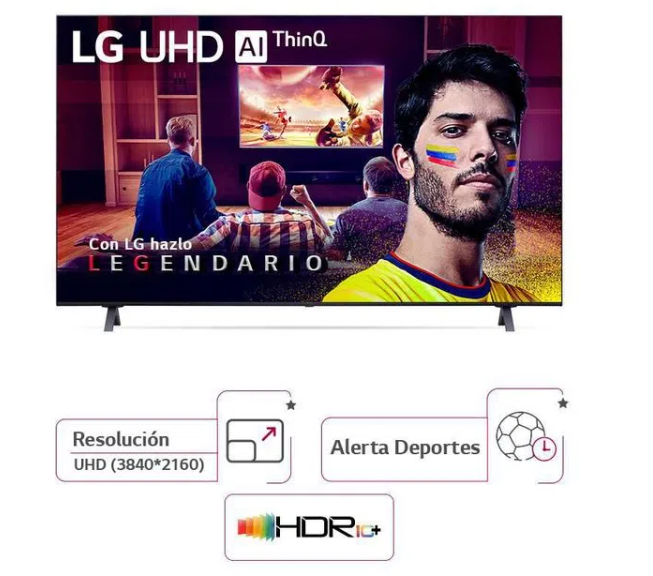 LG UHD AI ThinQ
Con LG hazlo
LEGENDARIO
Resolución
UHD (3840*2160)
Alerta Deportes
HDR10+